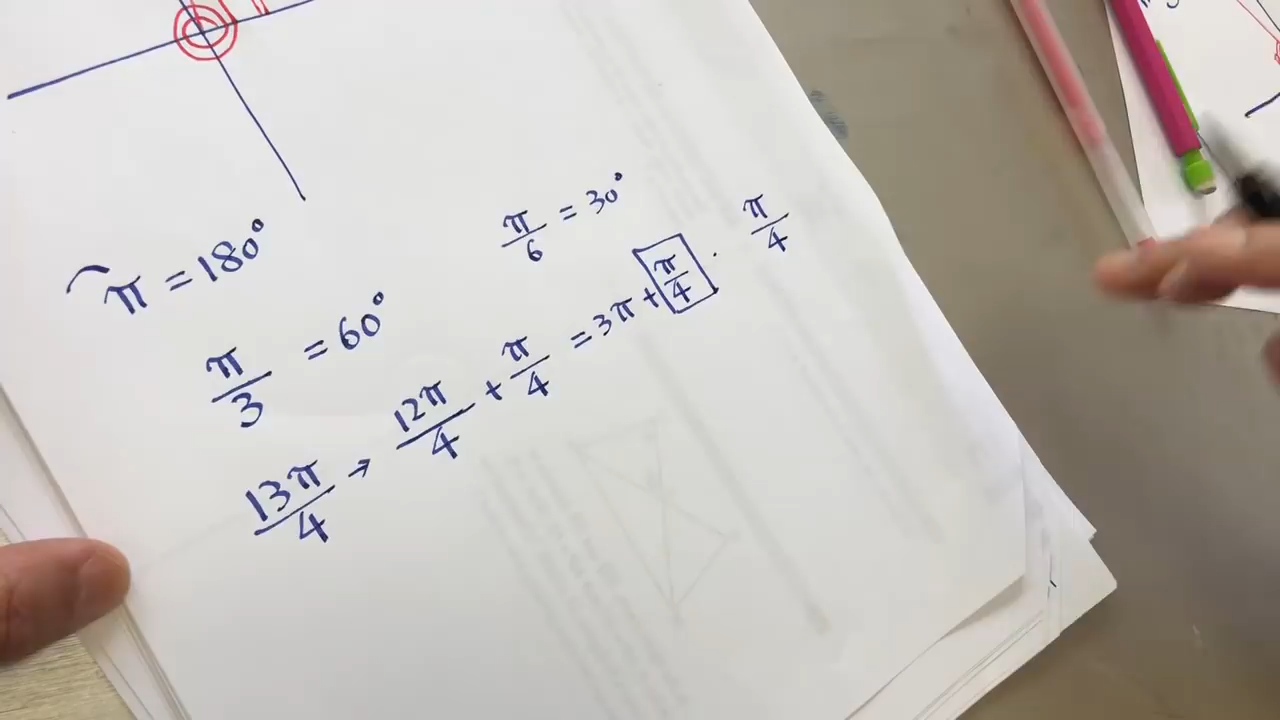 π = 180°
π/6 = 30°
π/3 = 60°
π/4
13π/4 → 12π/4 + π/4 = 3π + π/4